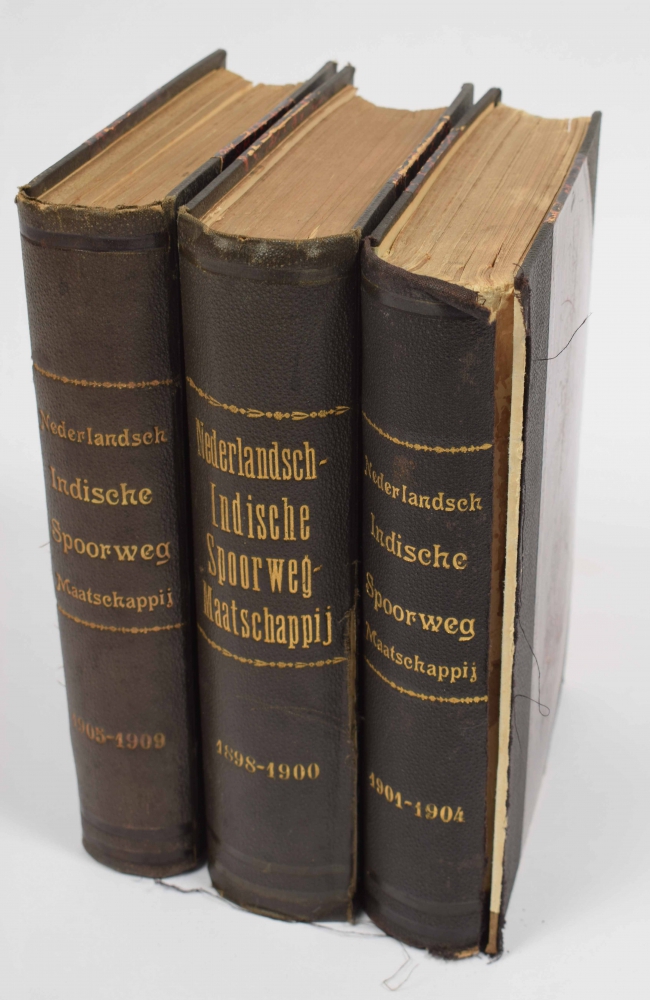 Nederlandsch
Indische
Spoorweg
Maatschappij
1905-1909
Nederlandsch-
Indische
Spoorweg-
Maatschappij
1898-1900
Nederlandsch
Indische
Spoorweg
Maatschappij
1901-1904